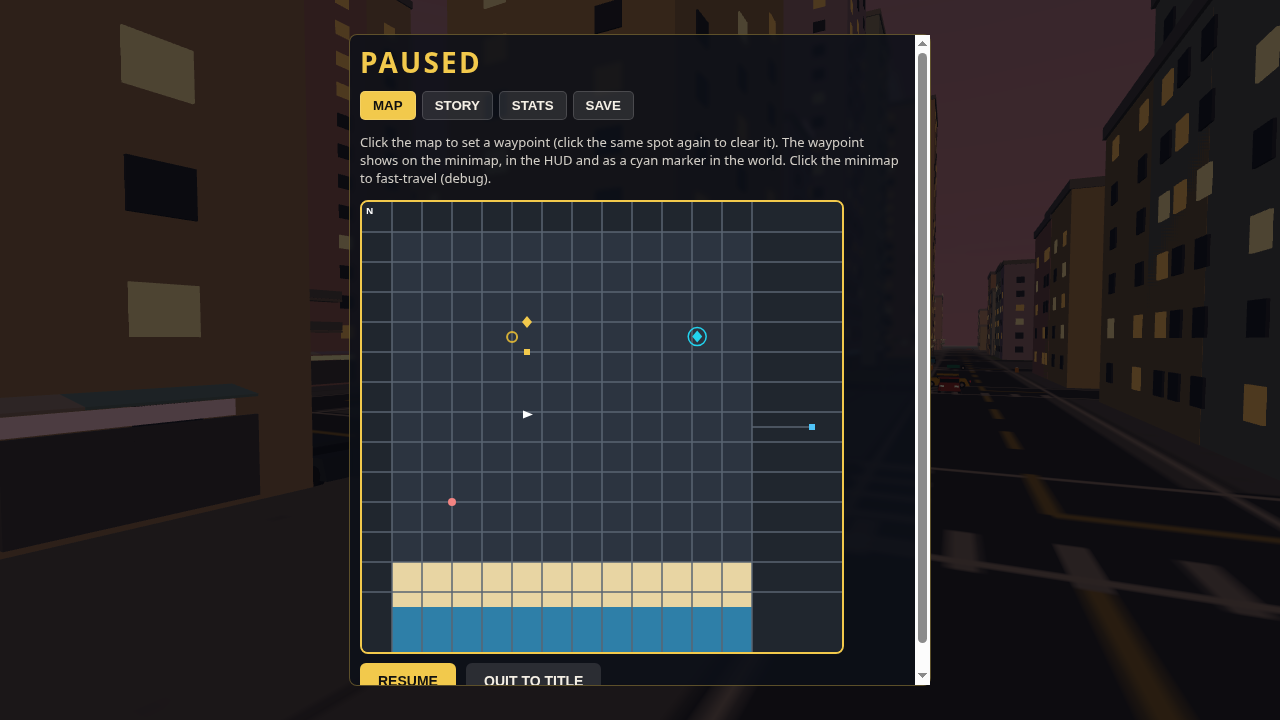 PAUSED
MAP STORY STATS SAVE
Click the map to set a waypoint (click the same spot again to clear it). The waypoint
shows on the minimap, in the HUD and as a cyan marker in the world. Click the minimap
to fast-travel (debug).
N
RESUME QUIT TO TITLE